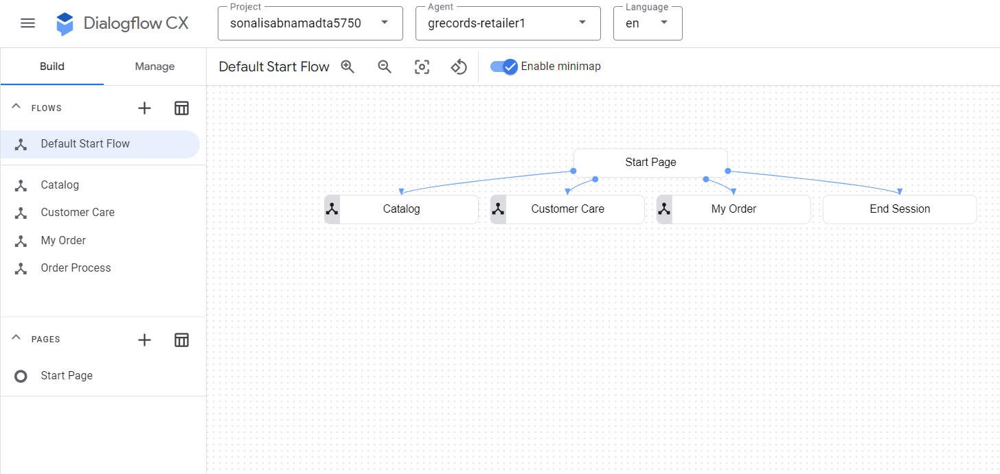 Project
Agent
Language
Dialogflow CX
sonalisabnamadta5750
grecords-retailer1
en
Build
Manage
Default Start Flow
Enable minimap
FLOWS
Default Start Flow
Catalog
Customer Care
My Order
Order Process
PAGES
Start Page
Start Page
Catalog
Customer Care
My Order
End Session